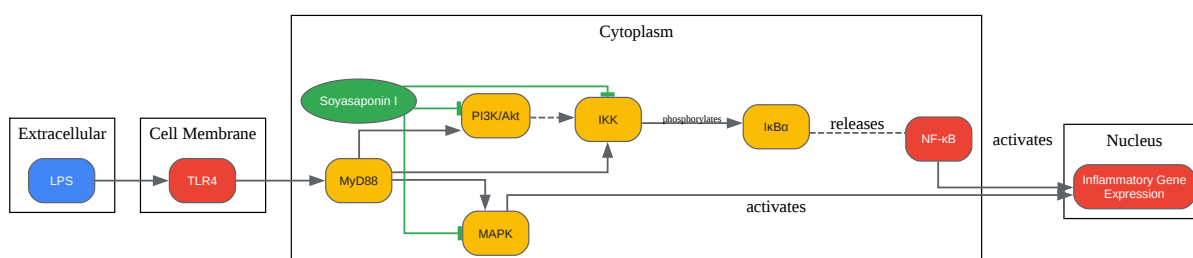 Cytoplasm
Soyasaponin I
PI3K/Akt
IKK
phosphorylates
IκBα
releases
NF-κB
activates
Extracellular
Cell Membrane
Nucleus
LPS
TLR4
MyD88
Inflammatory Gene
Expression
activates
MAPK